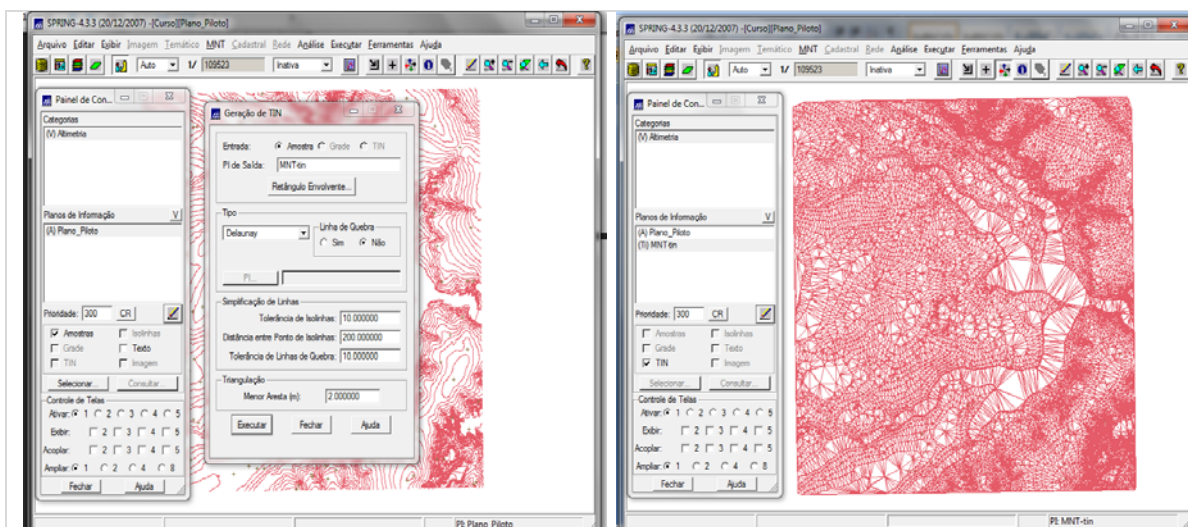 SPRING-4.3.3 (20/12/2007) -[Curso][Plano_Piloto]
Arquivo Editar Exibir Imagem Temático MNT Cadastral Rede Análise Executar Ferramentas Ajuda
Auto 1/ 109523 Inativa
Painel de Con...
Categorias
(V) Altimetria
Planos de Informação V
(A) Plano_Piloto
Prioridade: 300 CR
Amostras Isolinhas
Grade Texto
TIN Imagem
Selecionar... Consultar...
Controle de Telas
Ativar: 1 2 3 4 5
Exibir: 2 3 4 5
Acoplar: 2 3 4 5
Ampliar: 1 2 4 8
Fechar Ajuda
Geração de TIN
Entrada: Amostra Grade TIN
PI de Saída: MNT-tin
Retângulo Envolvente...
Tipo
Delaunay
Linha de Quebra
Sim Não
PI...
Simplificação de Linhas
Tolerância de Isolinhas: 10.000000
Distância entre Ponto de Isolinhas: 200.000000
Tolerância de Linhas de Quebra: 10.000000
Triangulação
Menor Aresta (m): 2.000000
Executar Fechar Ajuda
PI: Plano_Piloto
SPRING-4.3.3 (20/12/2007) -[Curso][Plano_Piloto]
Arquivo Editar Exibir Imagem Temático MNT Cadastral Rede Análise Executar Ferramentas Ajuda
Auto 1/ 109523 Inativa
Painel de Con...
Categorias
(V) Altimetria
Planos de Informação V
(A) Plano_Piloto
(Ti) MNT-tin
Prioridade: 300 CR
Amostras Isolinhas
Grade Texto
TIN Imagem
Selecionar... Consultar...
Controle de Telas
Ativar: 1 2 3 4 5
Exibir: 2 3 4 5
Acoplar: 2 3 4 5
Ampliar: 1 2 4 8
Fechar Ajuda
PI: MNT-tin